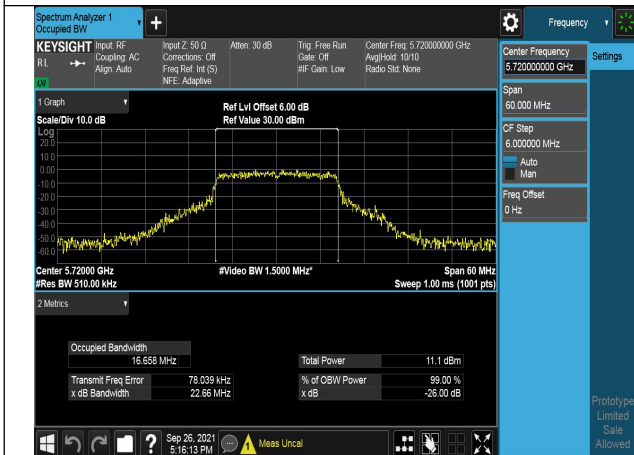 Spectrum Analyzer 1
Occupied BW
Frequency
KEYSIGHT
RL
LXI
Input: RF
Coupling: AC
Align: Auto
Input Z: 50 Ω
Corrections: Off
Freq Ref: Int (S)
NFE: Adaptive
Atten: 30 dB
Trig: Free Run
Gate: Off
#IF Gain: Low
Center Freq: 5.720000000 GHz
Avg|Hold: 10/10
Radio Std: None
Center Frequency
5.720000000 GHz
Settings
Span
60.000 MHz
CF Step
6.000000 MHz
Auto
Man
Freq Offset
0 Hz
1 Graph
Scale/Div 10.0 dB
Ref Lvl Offset 6.00 dB
Ref Value 30.00 dBm
Log
20.0
10.0
0.00
-10.0
-20.0
-30.0
-40.0
-50.0
-60.0
Center 5.72000 GHz
#Res BW 510.00 kHz
#Video BW 1.5000 MHz*
Span 60 MHz
Sweep 1.00 ms (1001 pts)
2 Metrics
Occupied Bandwidth
16.658 MHz
Total Power 11.1 dBm
Transmit Freq Error 78.039 kHz
% of OBW Power 99.00 %
x dB Bandwidth 22.66 MHz
x dB -26.00 dB
Prototype
Limited
Sale
Allowed
?
Sep 26, 2021
5:16:13 PM
Meas Uncal